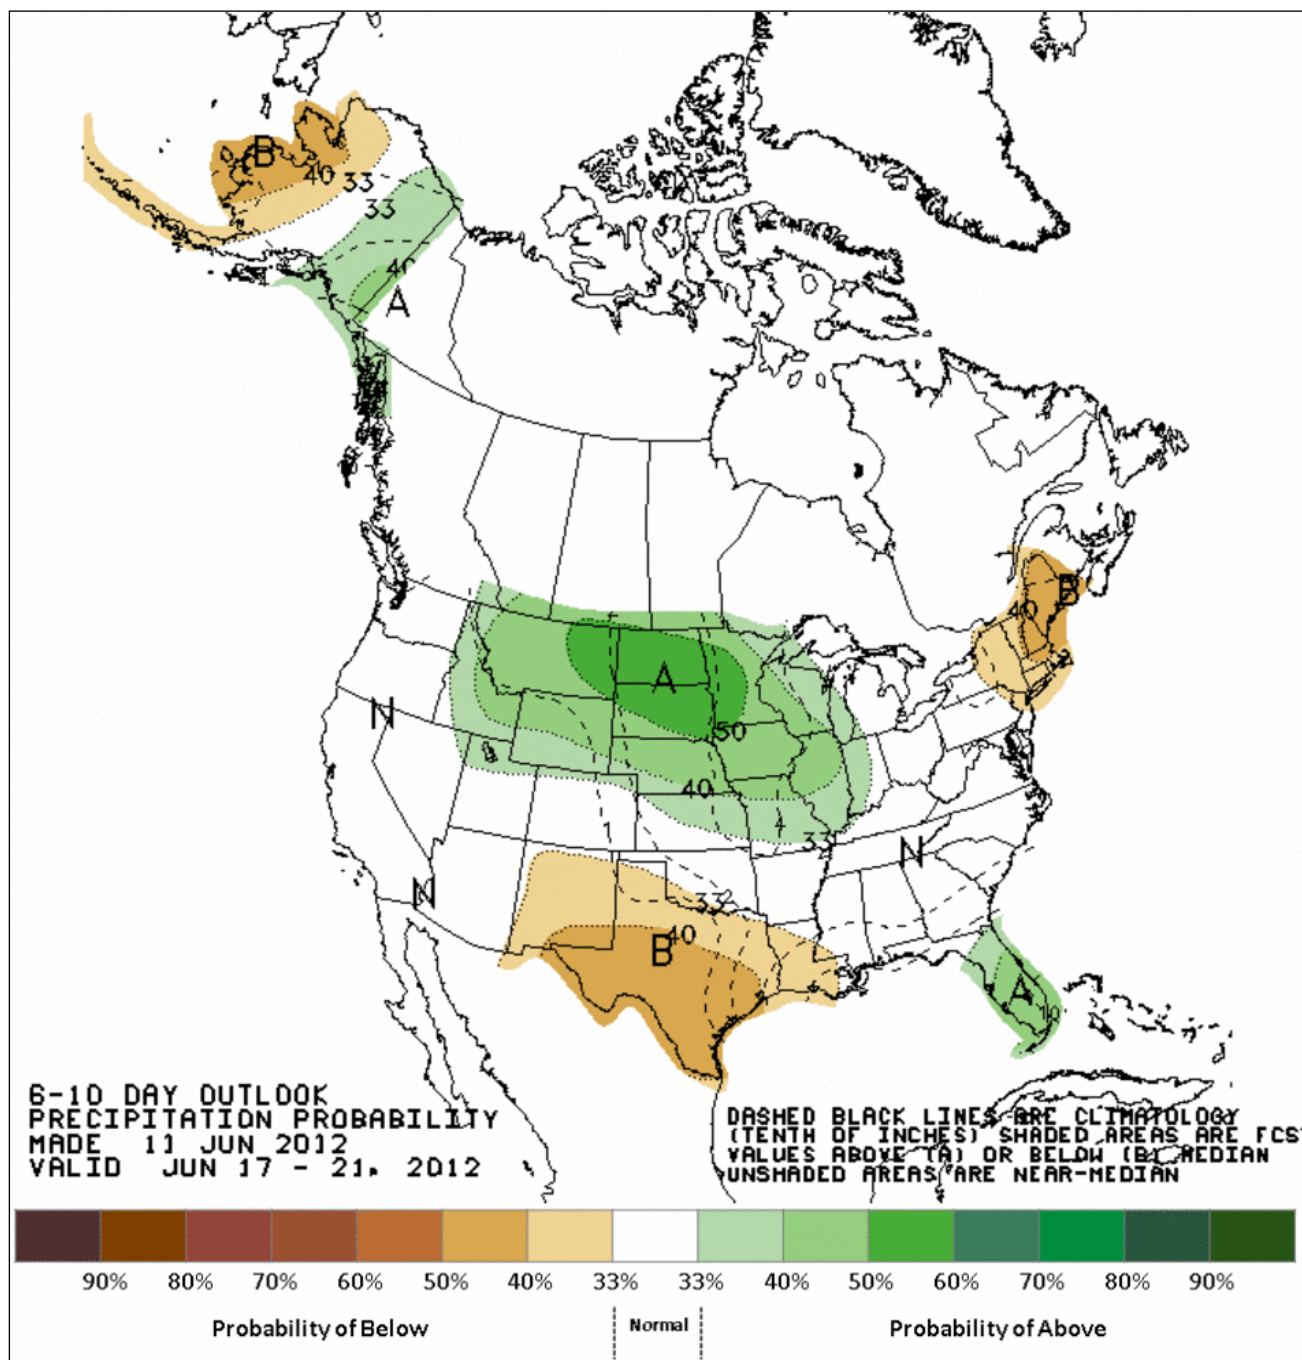 B
40
33
33
40
A
A
50
40
33
N
N
N
33
40
B
B
40
A
6-10 DAY OUTLOOK
PRECIPITATION PROBABILITY
MADE 11 JUN 2012
VALID JUN 17 - 21, 2012
DASHED BLACK LINES ARE CLIMATOLOGY
(TENTH OF INCHES) SHADED AREAS ARE FCST
VALUES ABOVE (A) OR BELOW (B) MEDIAN
UNSHADED AREAS ARE NEAR-MEDIAN
90% 80% 70% 60% 50% 40% 33% 33% 40% 50% 60% 70% 80% 90%
Probability of Below Normal Probability of Above